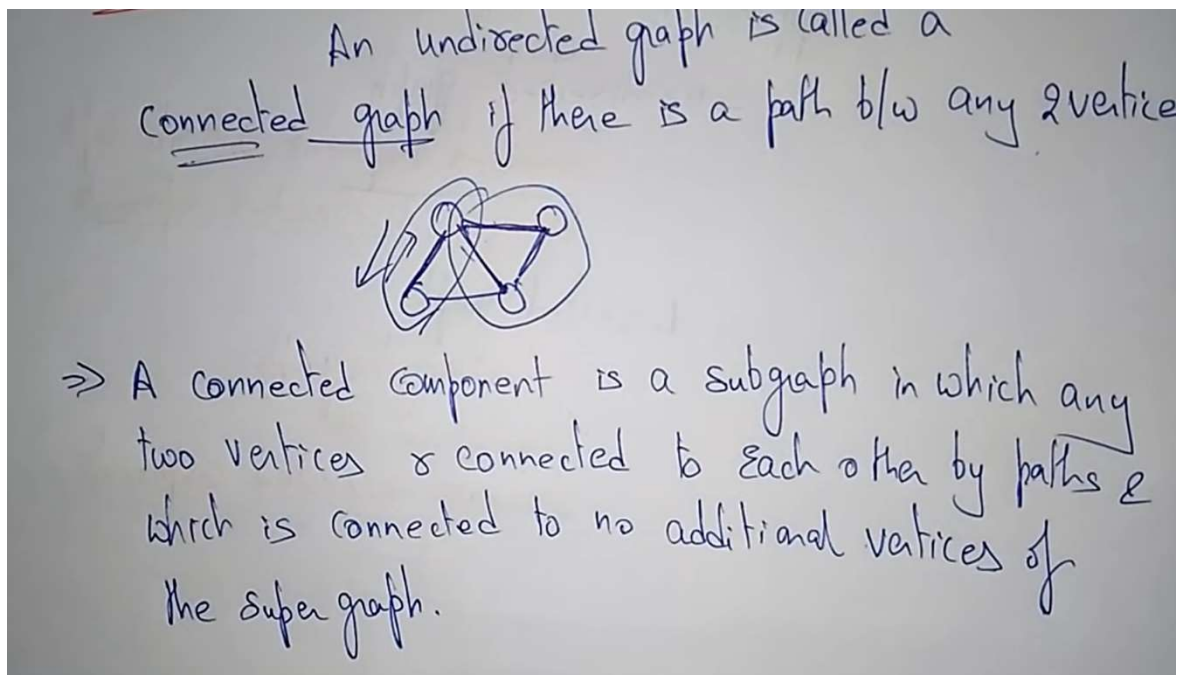 An undirected graph is called a
Connected graph if there is a path b/w any 2 vertice
=> A connected component is a subgraph in which any
two vertices r connected to Each other by paths &
which is connected to no additional vertices of
the super graph.